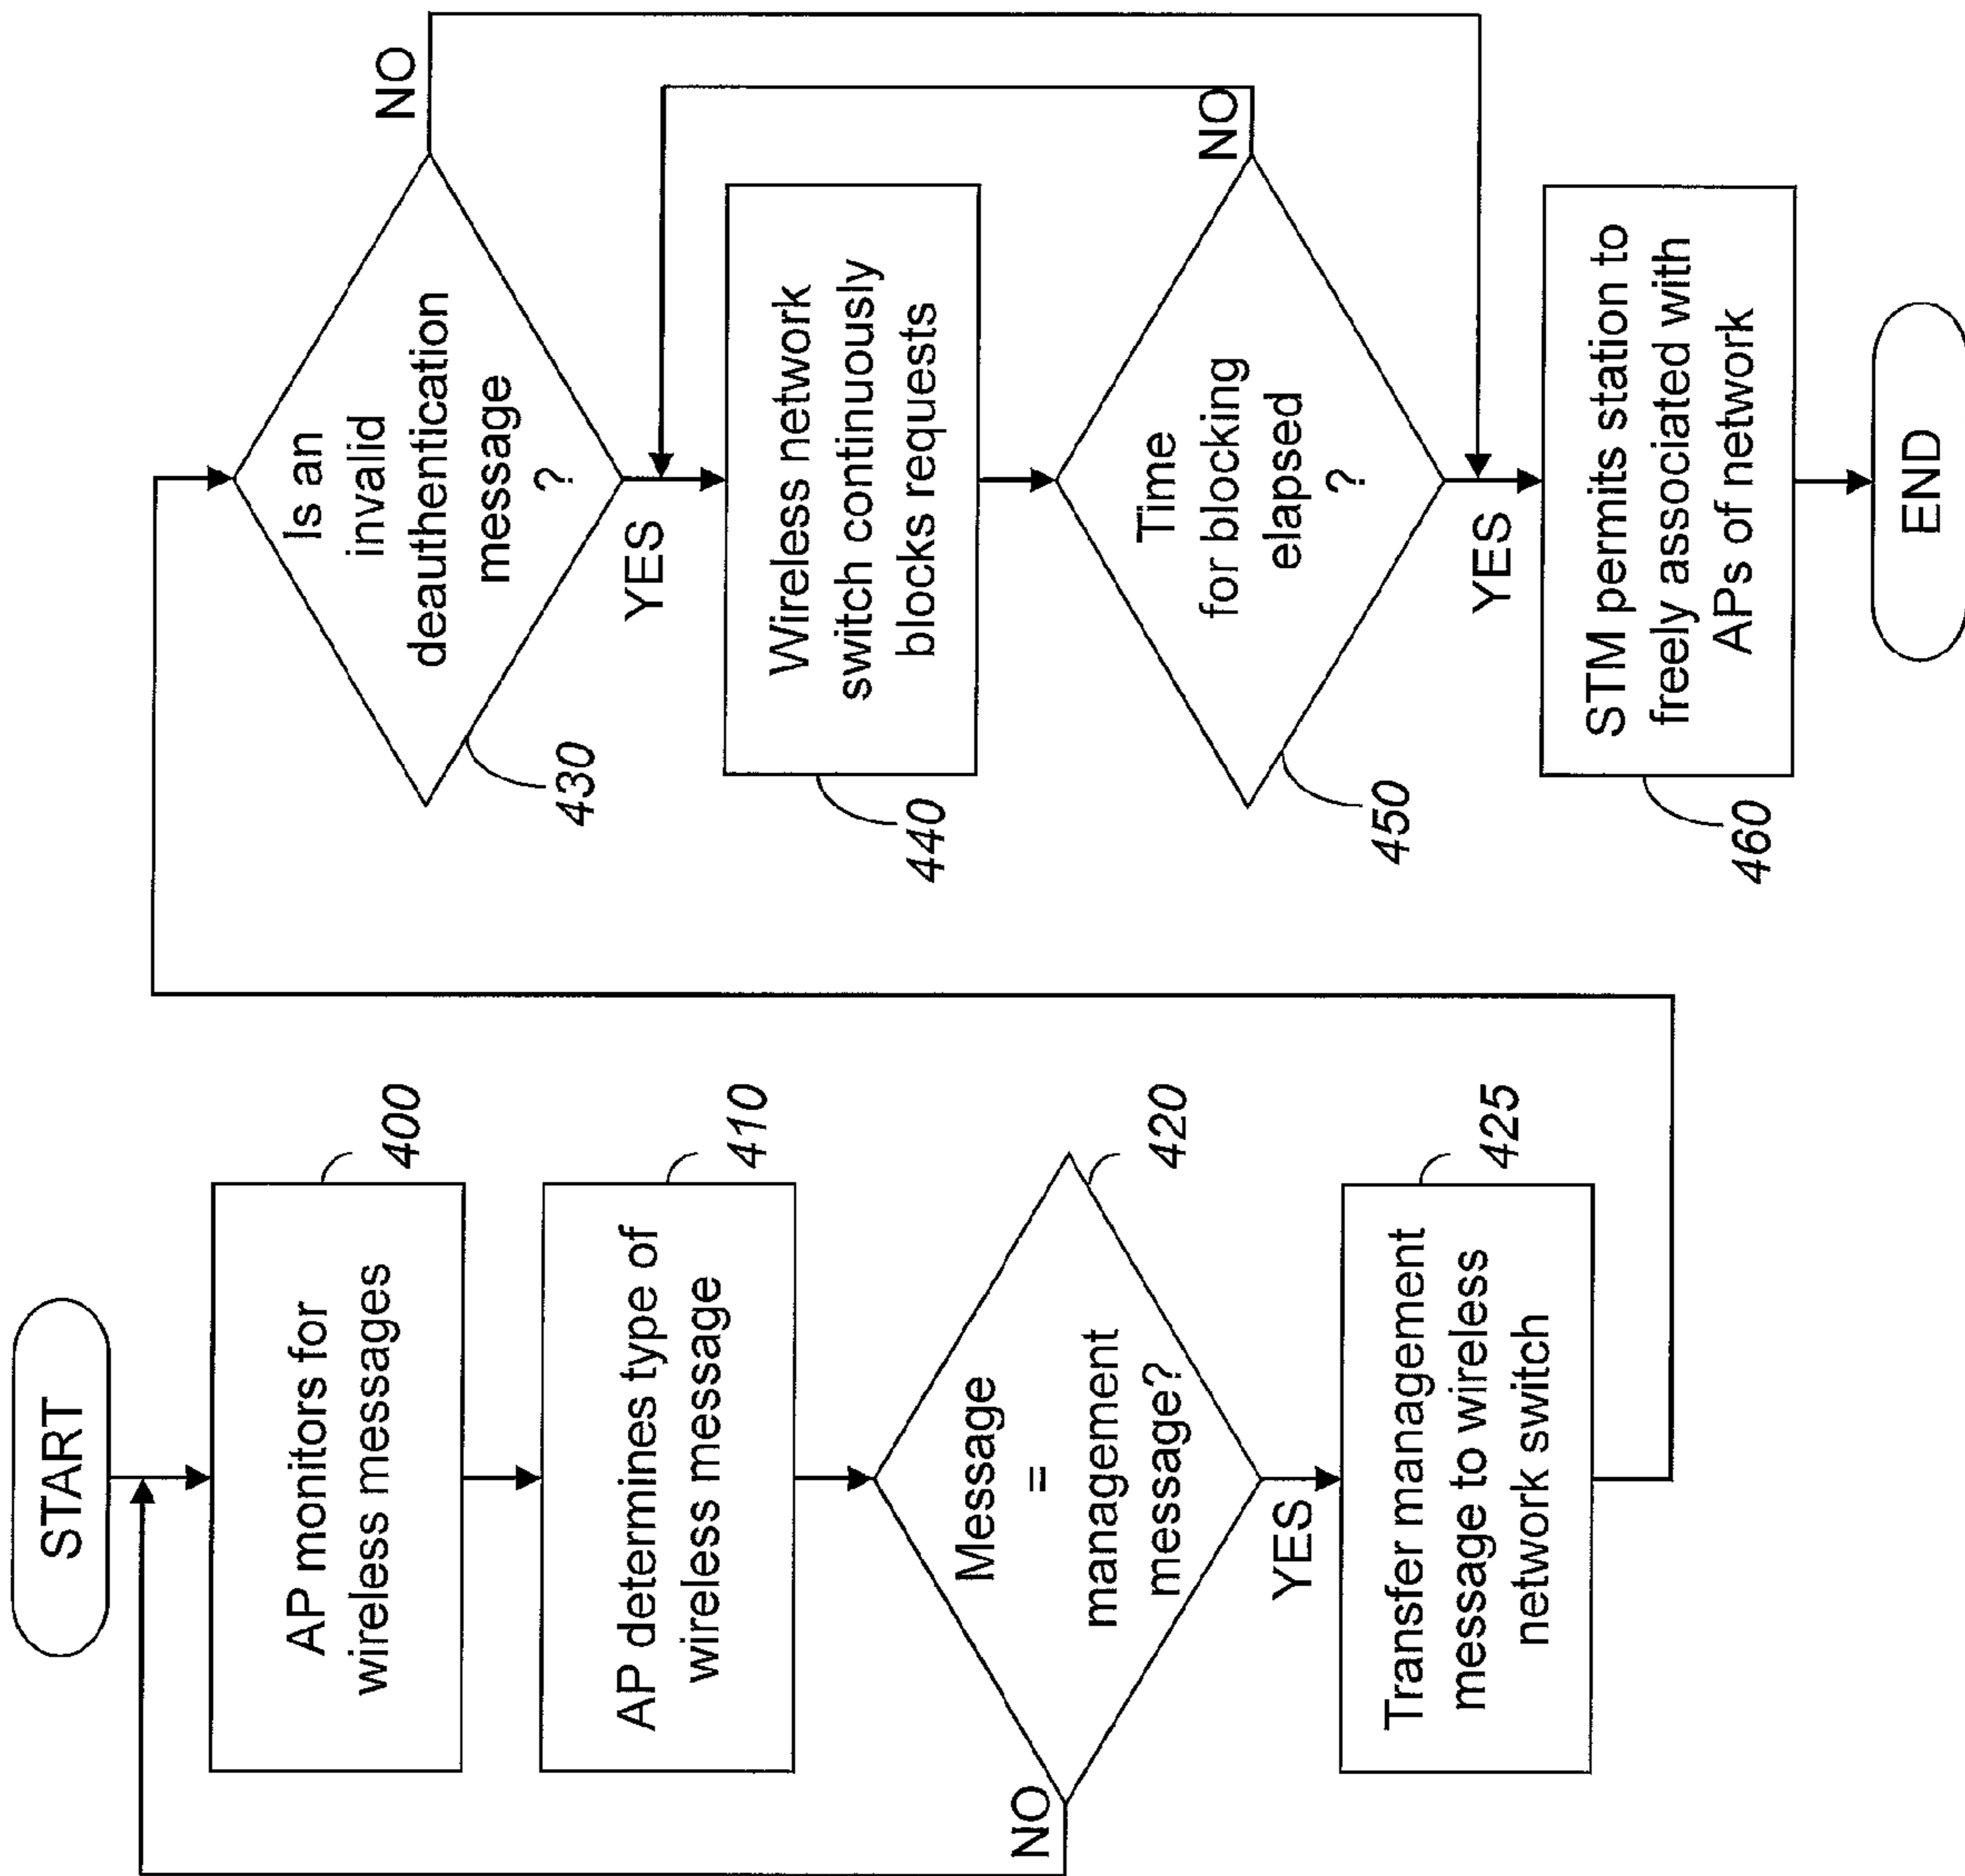 START
AP monitors for
wireless messages
400
AP determines type of
wireless message
410
Message
=
management
message?
420
NO
YES
Transfer management
message to wireless
network switch
425
Is an
invalid
deauthentication
message
?
430
NO
YES
Wireless network
switch continuously
blocks requests
440
Time
for blocking
elapsed
?
450
NO
YES
STM permits station to
freely associated with
APs of network
460
END